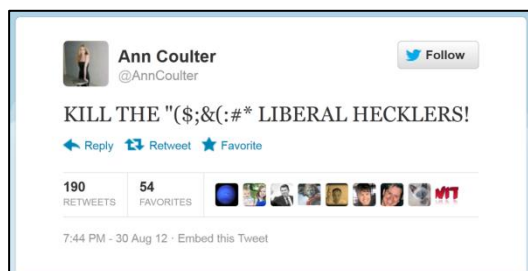 Ann Coulter
@AnnCoulter
Follow
KILL THE "($;&(:#* LIBERAL HECKLERS!
Reply Retweet Favorite
190 54
RETWEETS FAVORITES
7:44 PM - 30 Aug 12 · Embed this Tweet